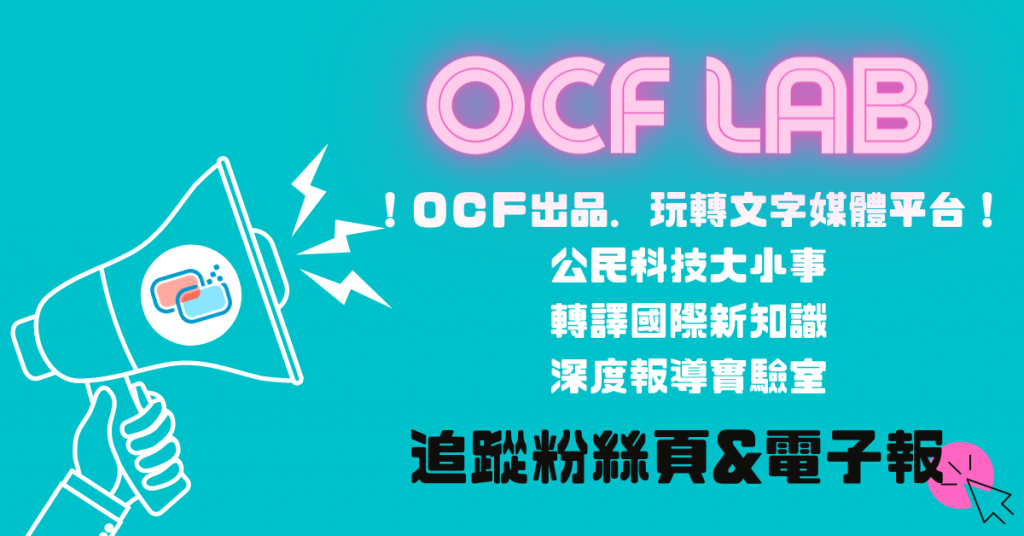 OCF LAB
！OCF出品．玩轉文字媒體平台！
公民科技大小事
轉譯國際新知識
深度報導實驗室
追蹤粉絲頁&電子報